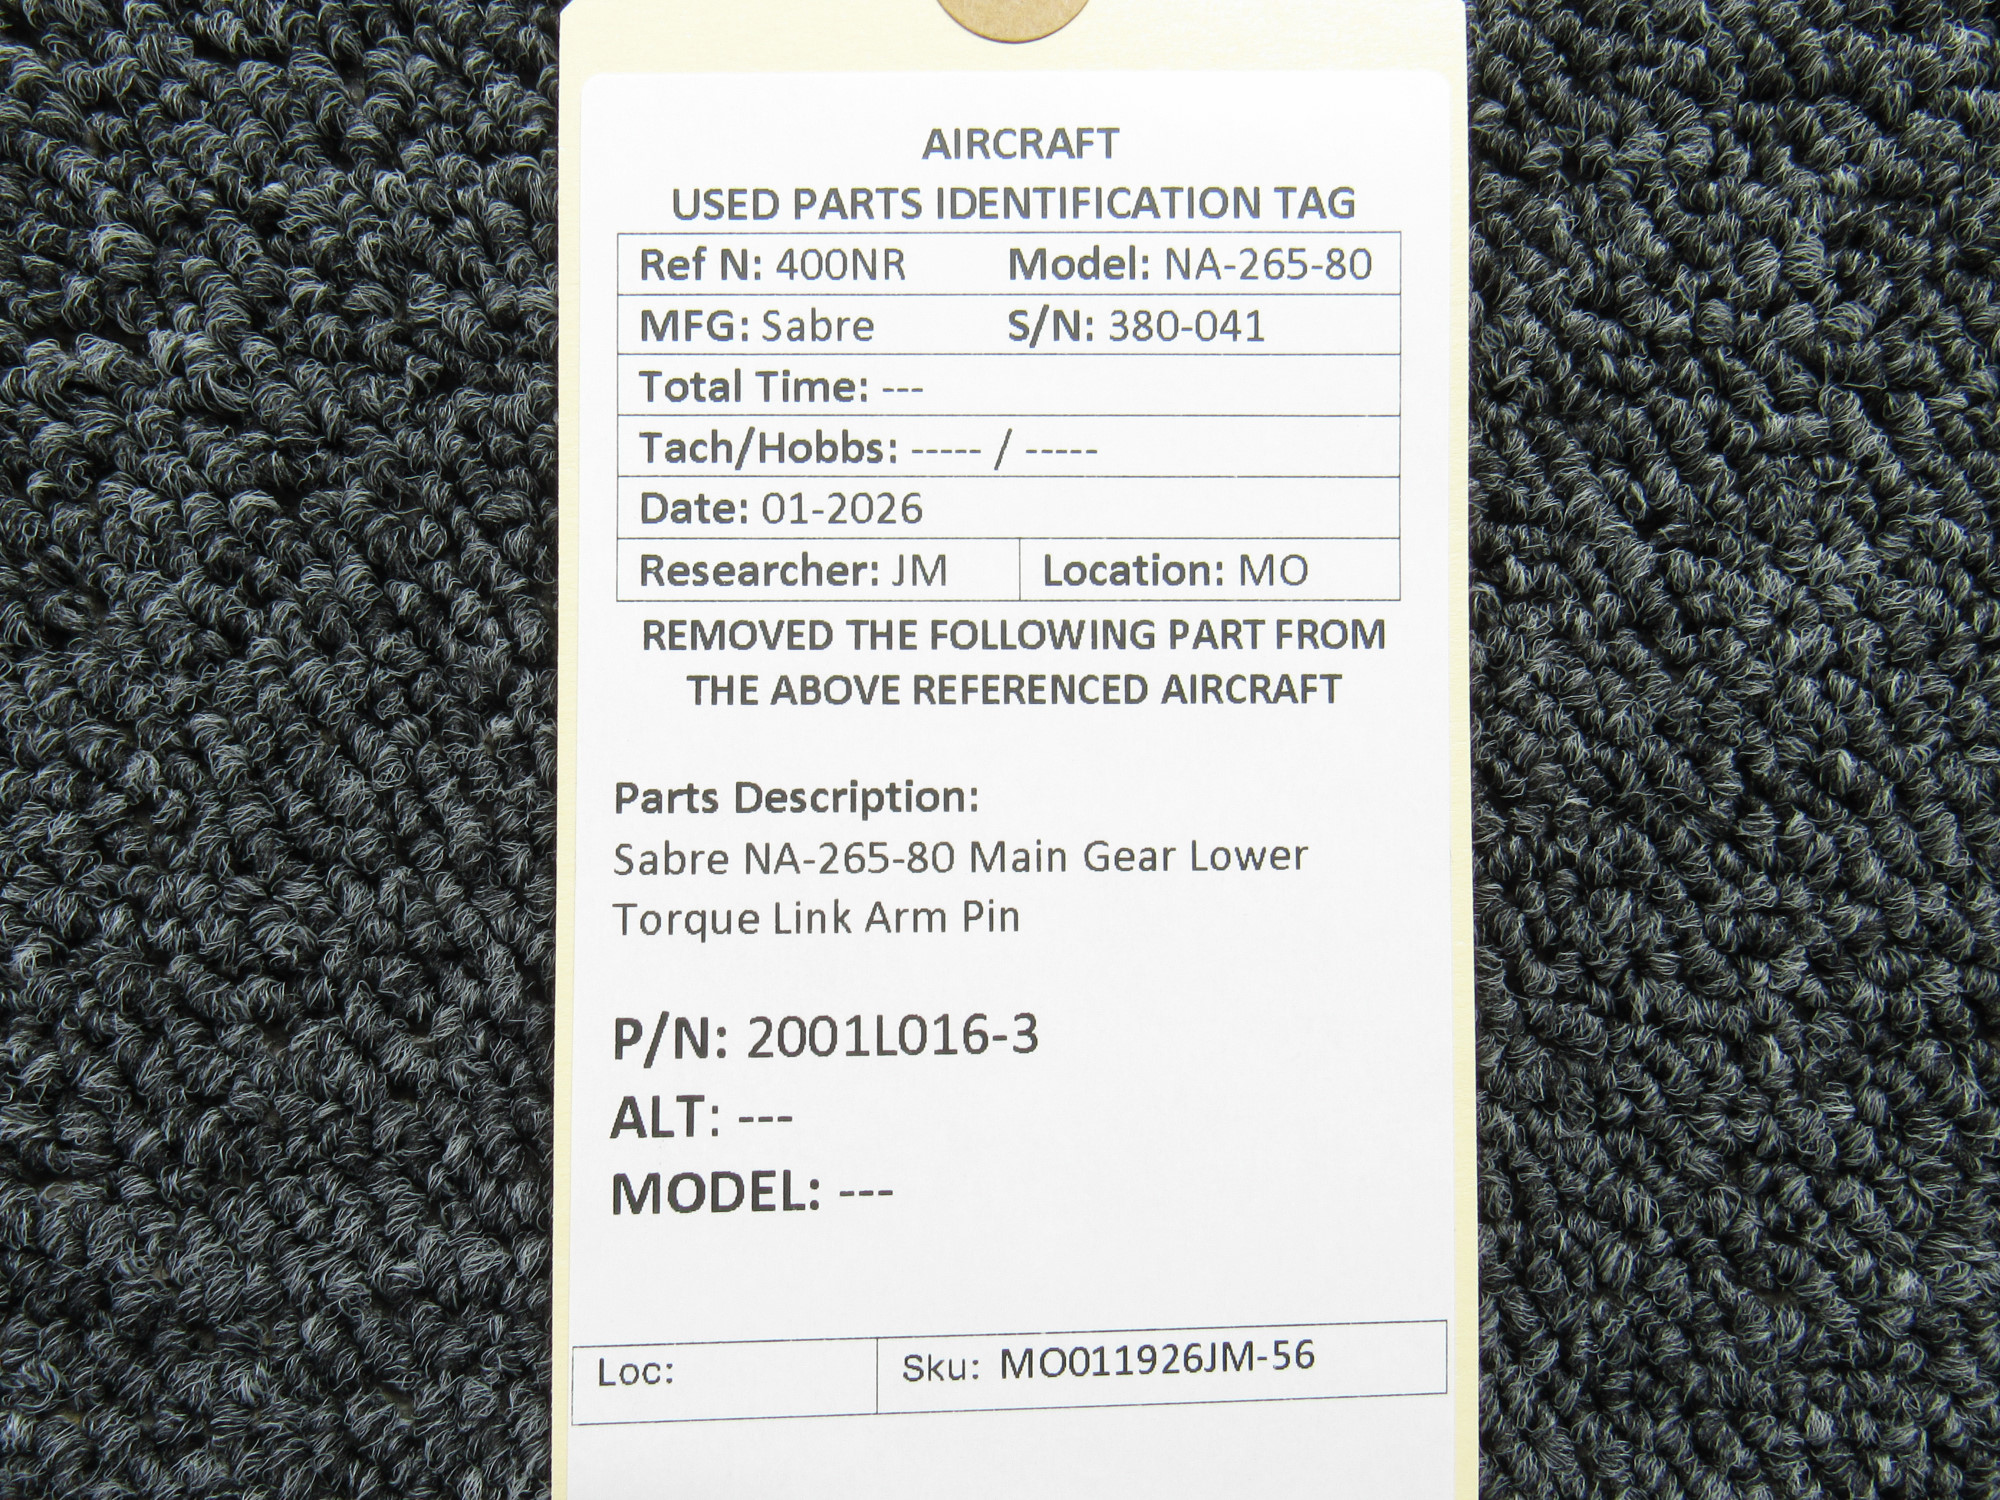 AIRCRAFT
USED PARTS IDENTIFICATION TAG
Ref N: 400NR Model: NA-265-80
MFG: Sabre S/N: 380-041
Total Time: ---
Tach/Hobbs: ----- / -----
Date: 01-2026
Researcher: JM Location: MO
REMOVED THE FOLLOWING PART FROM
THE ABOVE REFERENCED AIRCRAFT
Parts Description:
Sabre NA-265-80 Main Gear Lower
Torque Link Arm Pin
P/N: 2001L016-3
ALT: ---
MODEL: ---
Loc: Sku: MO011926JM-56